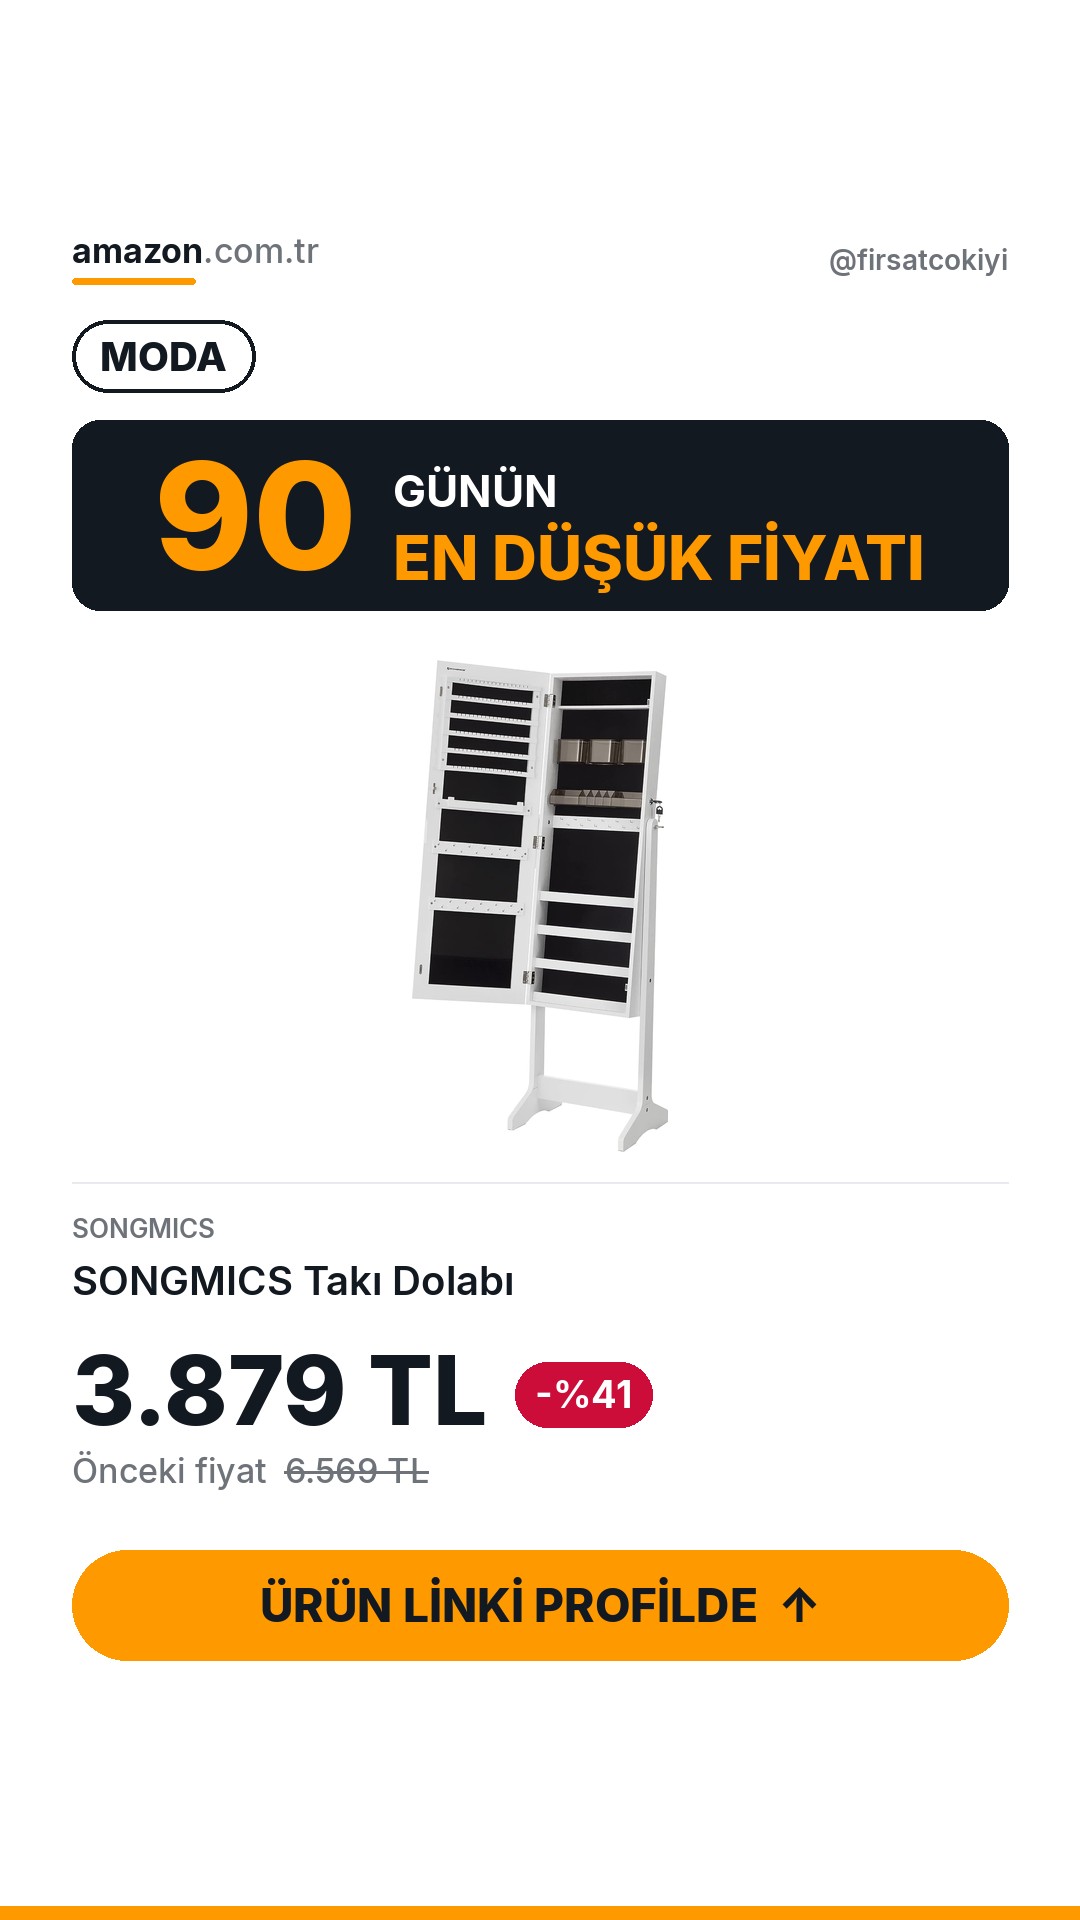 amazon.com.tr
@firsatcokiyi
MODA
90 GÜNÜN
EN DÜŞÜK FİYATI
SONGMICS
SONGMICS Takı Dolabı
3.879 TL -%41
Önceki fiyat 6.569 TL
ÜRÜN LİNKİ PROFİLDE ↑